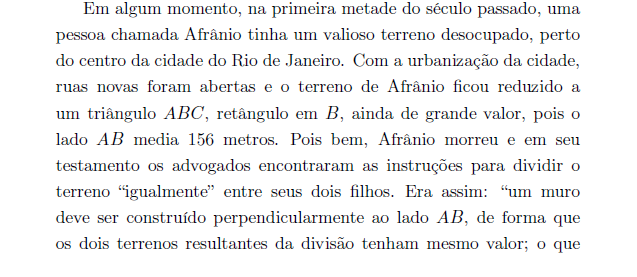 Em algum momento, na primeira metade do século passado, uma
pessoa chamada Afrânio tinha um valioso terreno desocupado, perto
do centro da cidade do Rio de Janeiro. Com a urbanização da cidade,
ruas novas foram abertas e o terreno de Afrânio ficou reduzido a
um triângulo ABC, retângulo em B, ainda de grande valor, pois o
lado AB media 156 metros. Pois bem, Afrânio morreu e em seu
testamento os advogados encontraram as instruções para dividir o
terreno “igualmente” entre seus dois filhos. Era assim: “um muro
deve ser construído perpendicularmente ao lado AB, de forma que
os dois terrenos resultantes da divisão tenham mesmo valor; o que